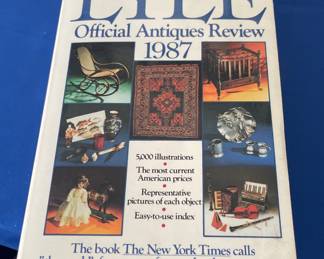 LYLE
Official Antiques Review
1987
5,000 illustrations
The most current
American prices
Representative
pictures of each object
Easy-to-use index
The book The New York Times calls